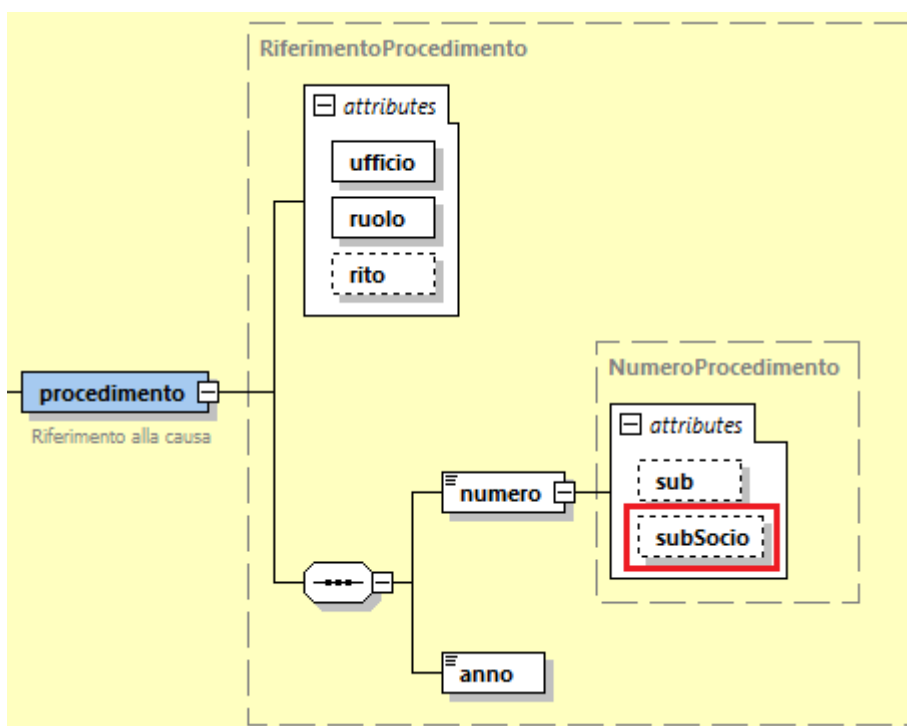 RiferimentoProcedimento
attributes
ufficio
ruolo
rito
procedimento
Riferimento alla causa
NumeroProcedimento
attributes
sub
subSocio
numero
anno